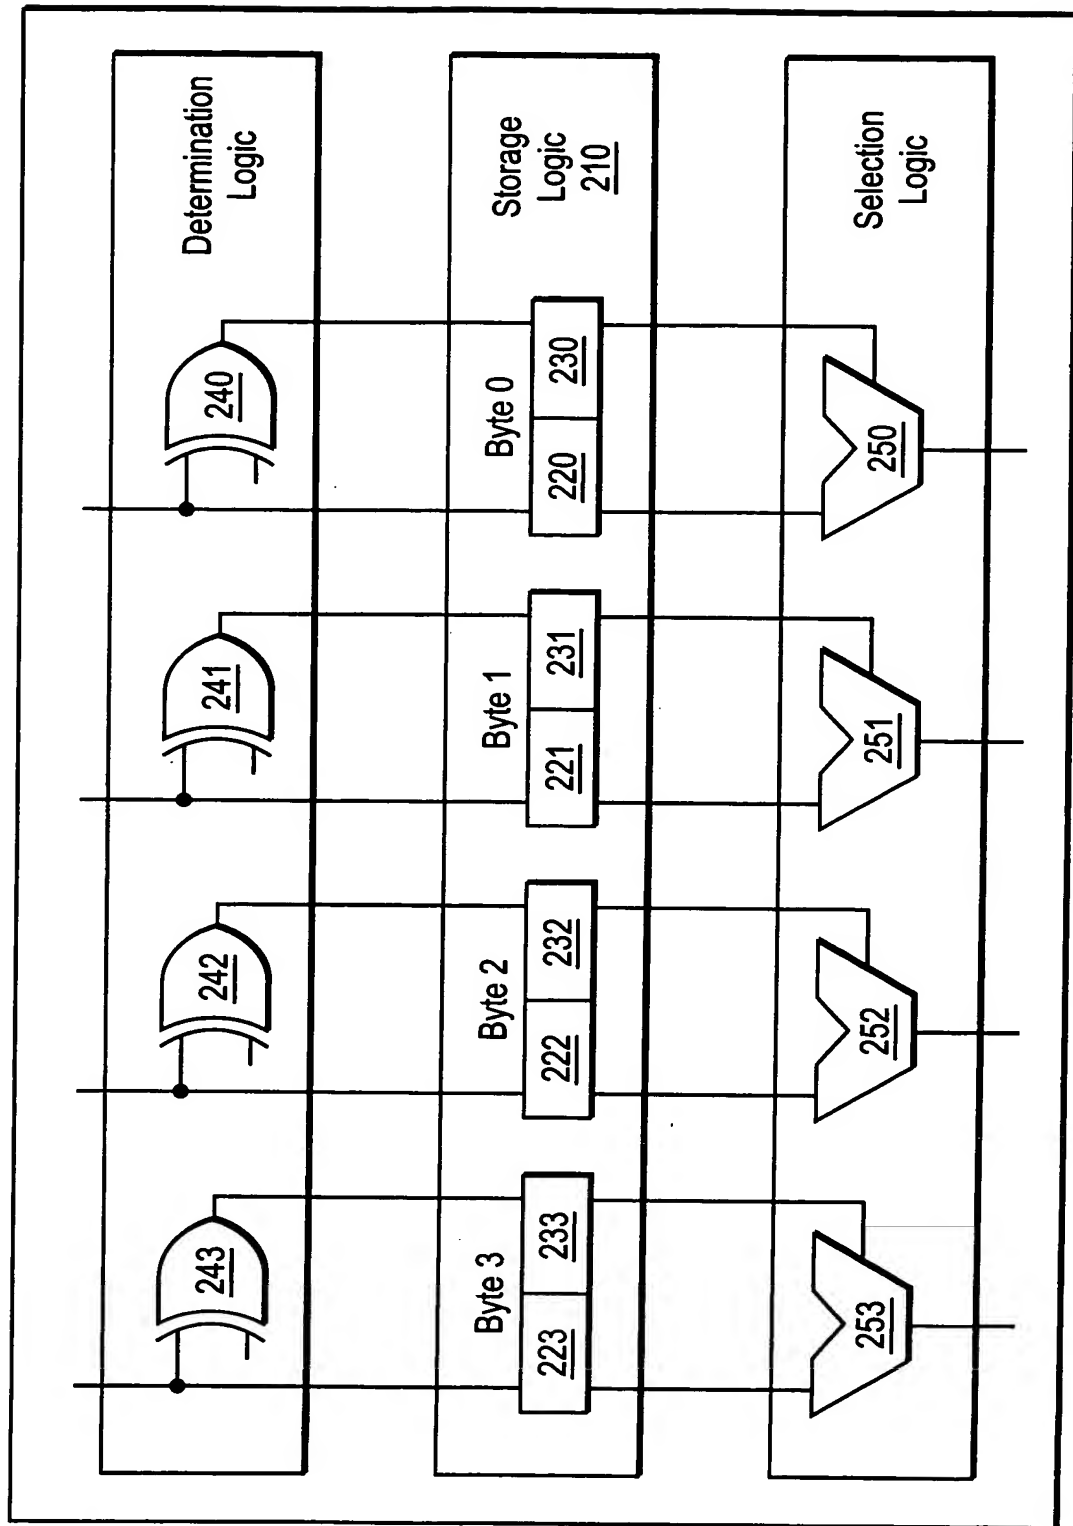 243
242
241
240
Determination
Logic
Byte 3
223
233
Byte 2
222
232
Byte 1
221
231
Byte 0
220
230
Storage
Logic
210
253
252
251
250
Selection
Logic